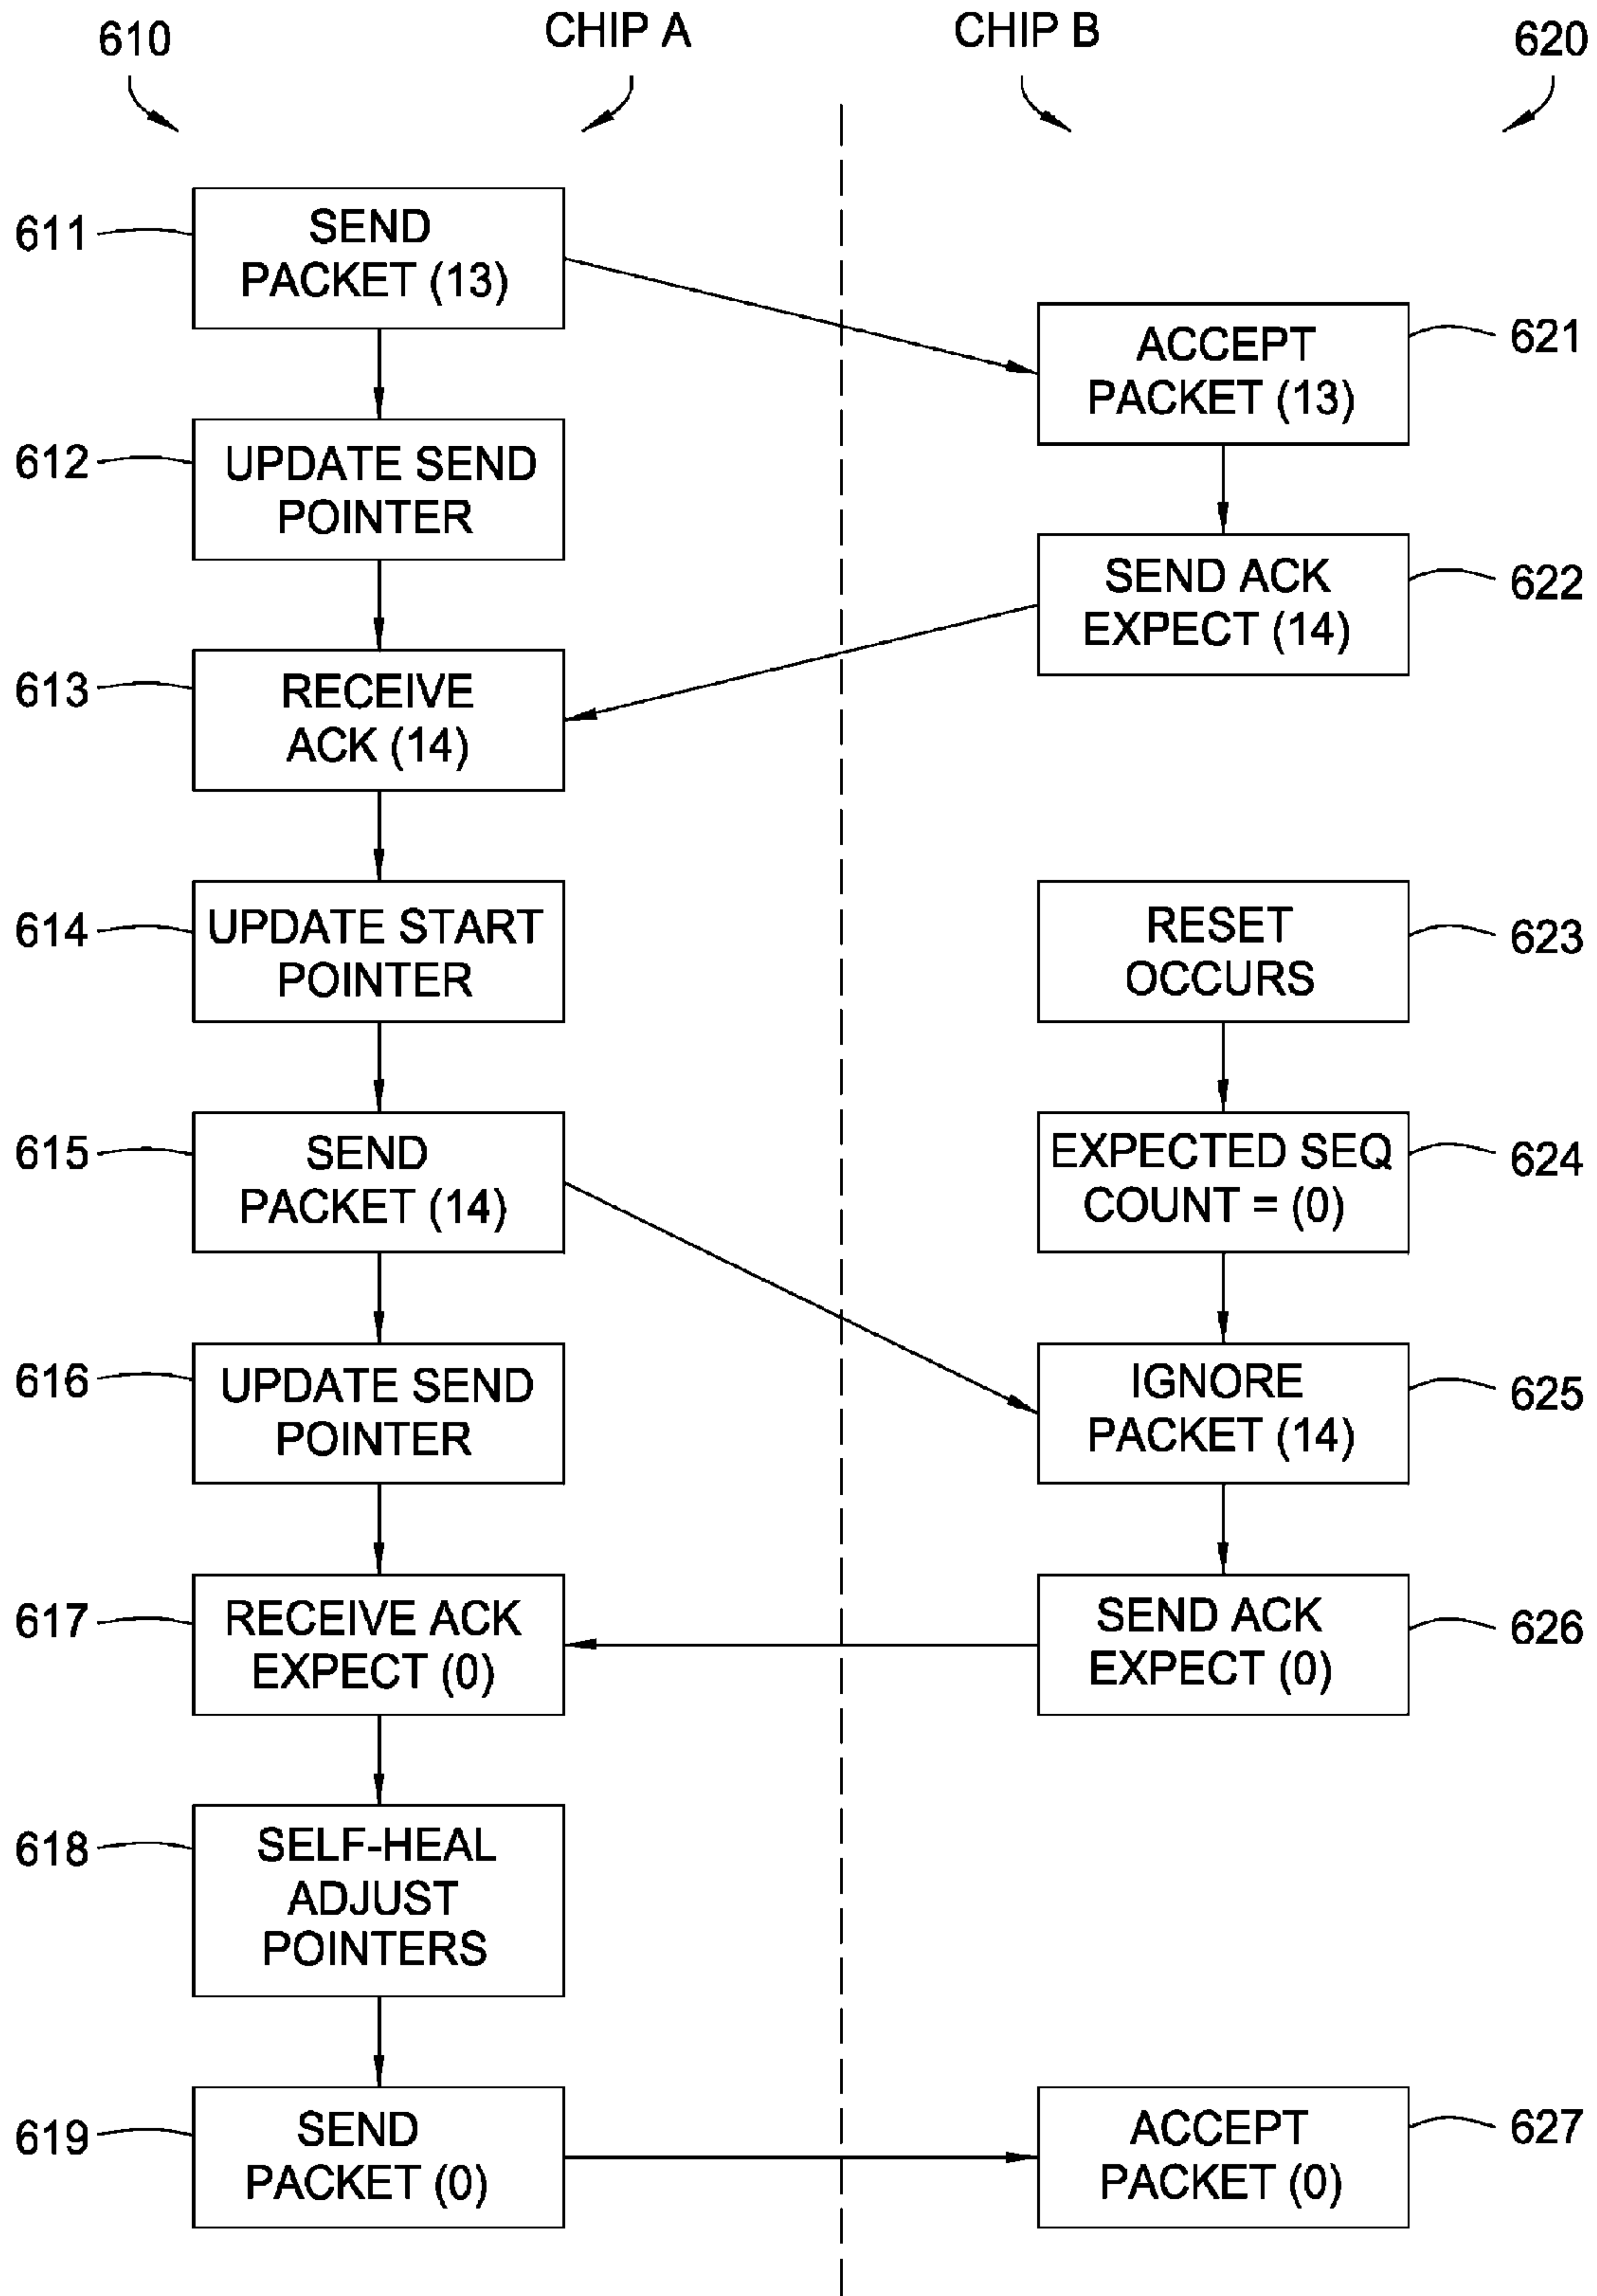 610
CHIP A
CHIP B
620
611
SEND
PACKET (13)
621
ACCEPT
PACKET (13)
612
UPDATE SEND
POINTER
622
SEND ACK
EXPECT (14)
613
RECEIVE
ACK (14)
614
UPDATE START
POINTER
623
RESET
OCCURS
615
SEND
PACKET (14)
624
EXPECTED SEQ
COUNT = (0)
616
UPDATE SEND
POINTER
625
IGNORE
PACKET (14)
617
RECEIVE ACK
EXPECT (0)
626
SEND ACK
EXPECT (0)
618
SELF-HEAL
ADJUST
POINTERS
619
SEND
PACKET (0)
627
ACCEPT
PACKET (0)